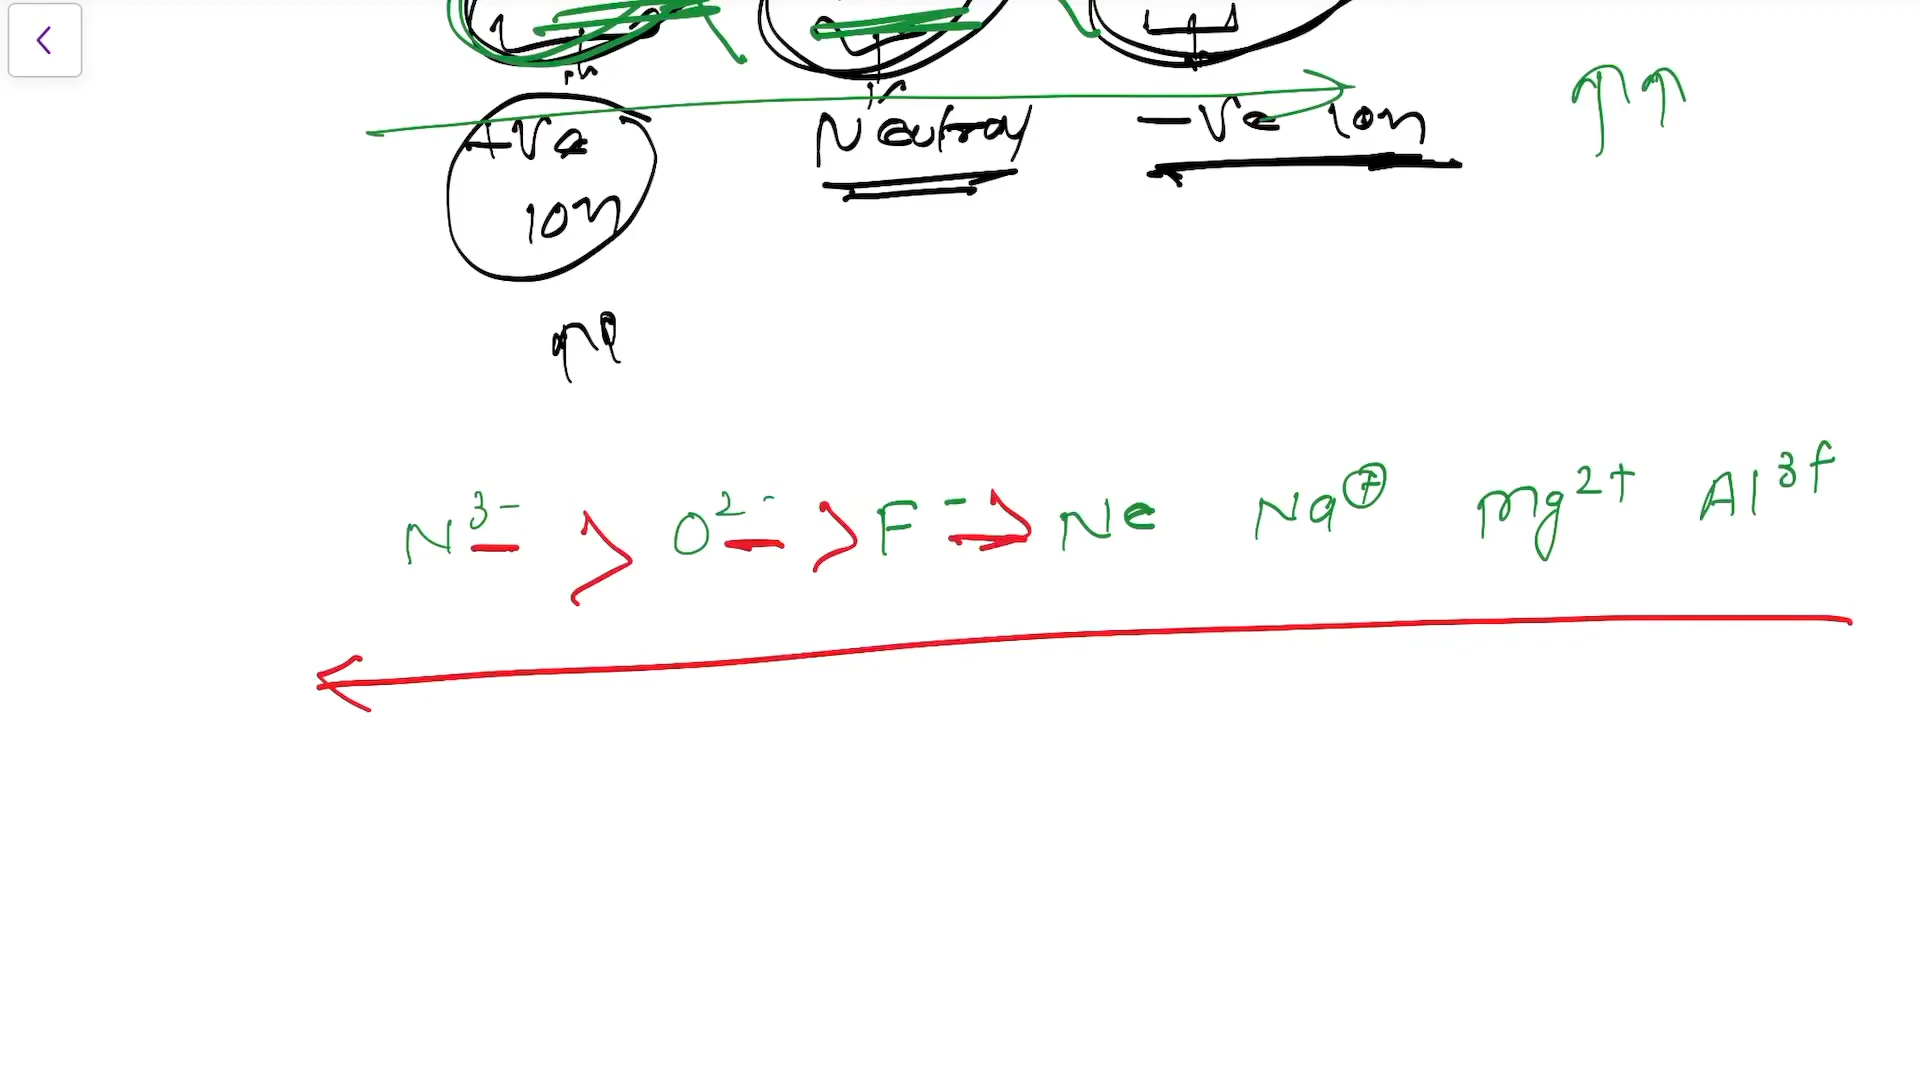 +ve Neutral -ve ion ↑↑
ion
N³⁻ > O²⁻ > F⁻ > Ne Na⁺ Mg²⁺ Al³⁺